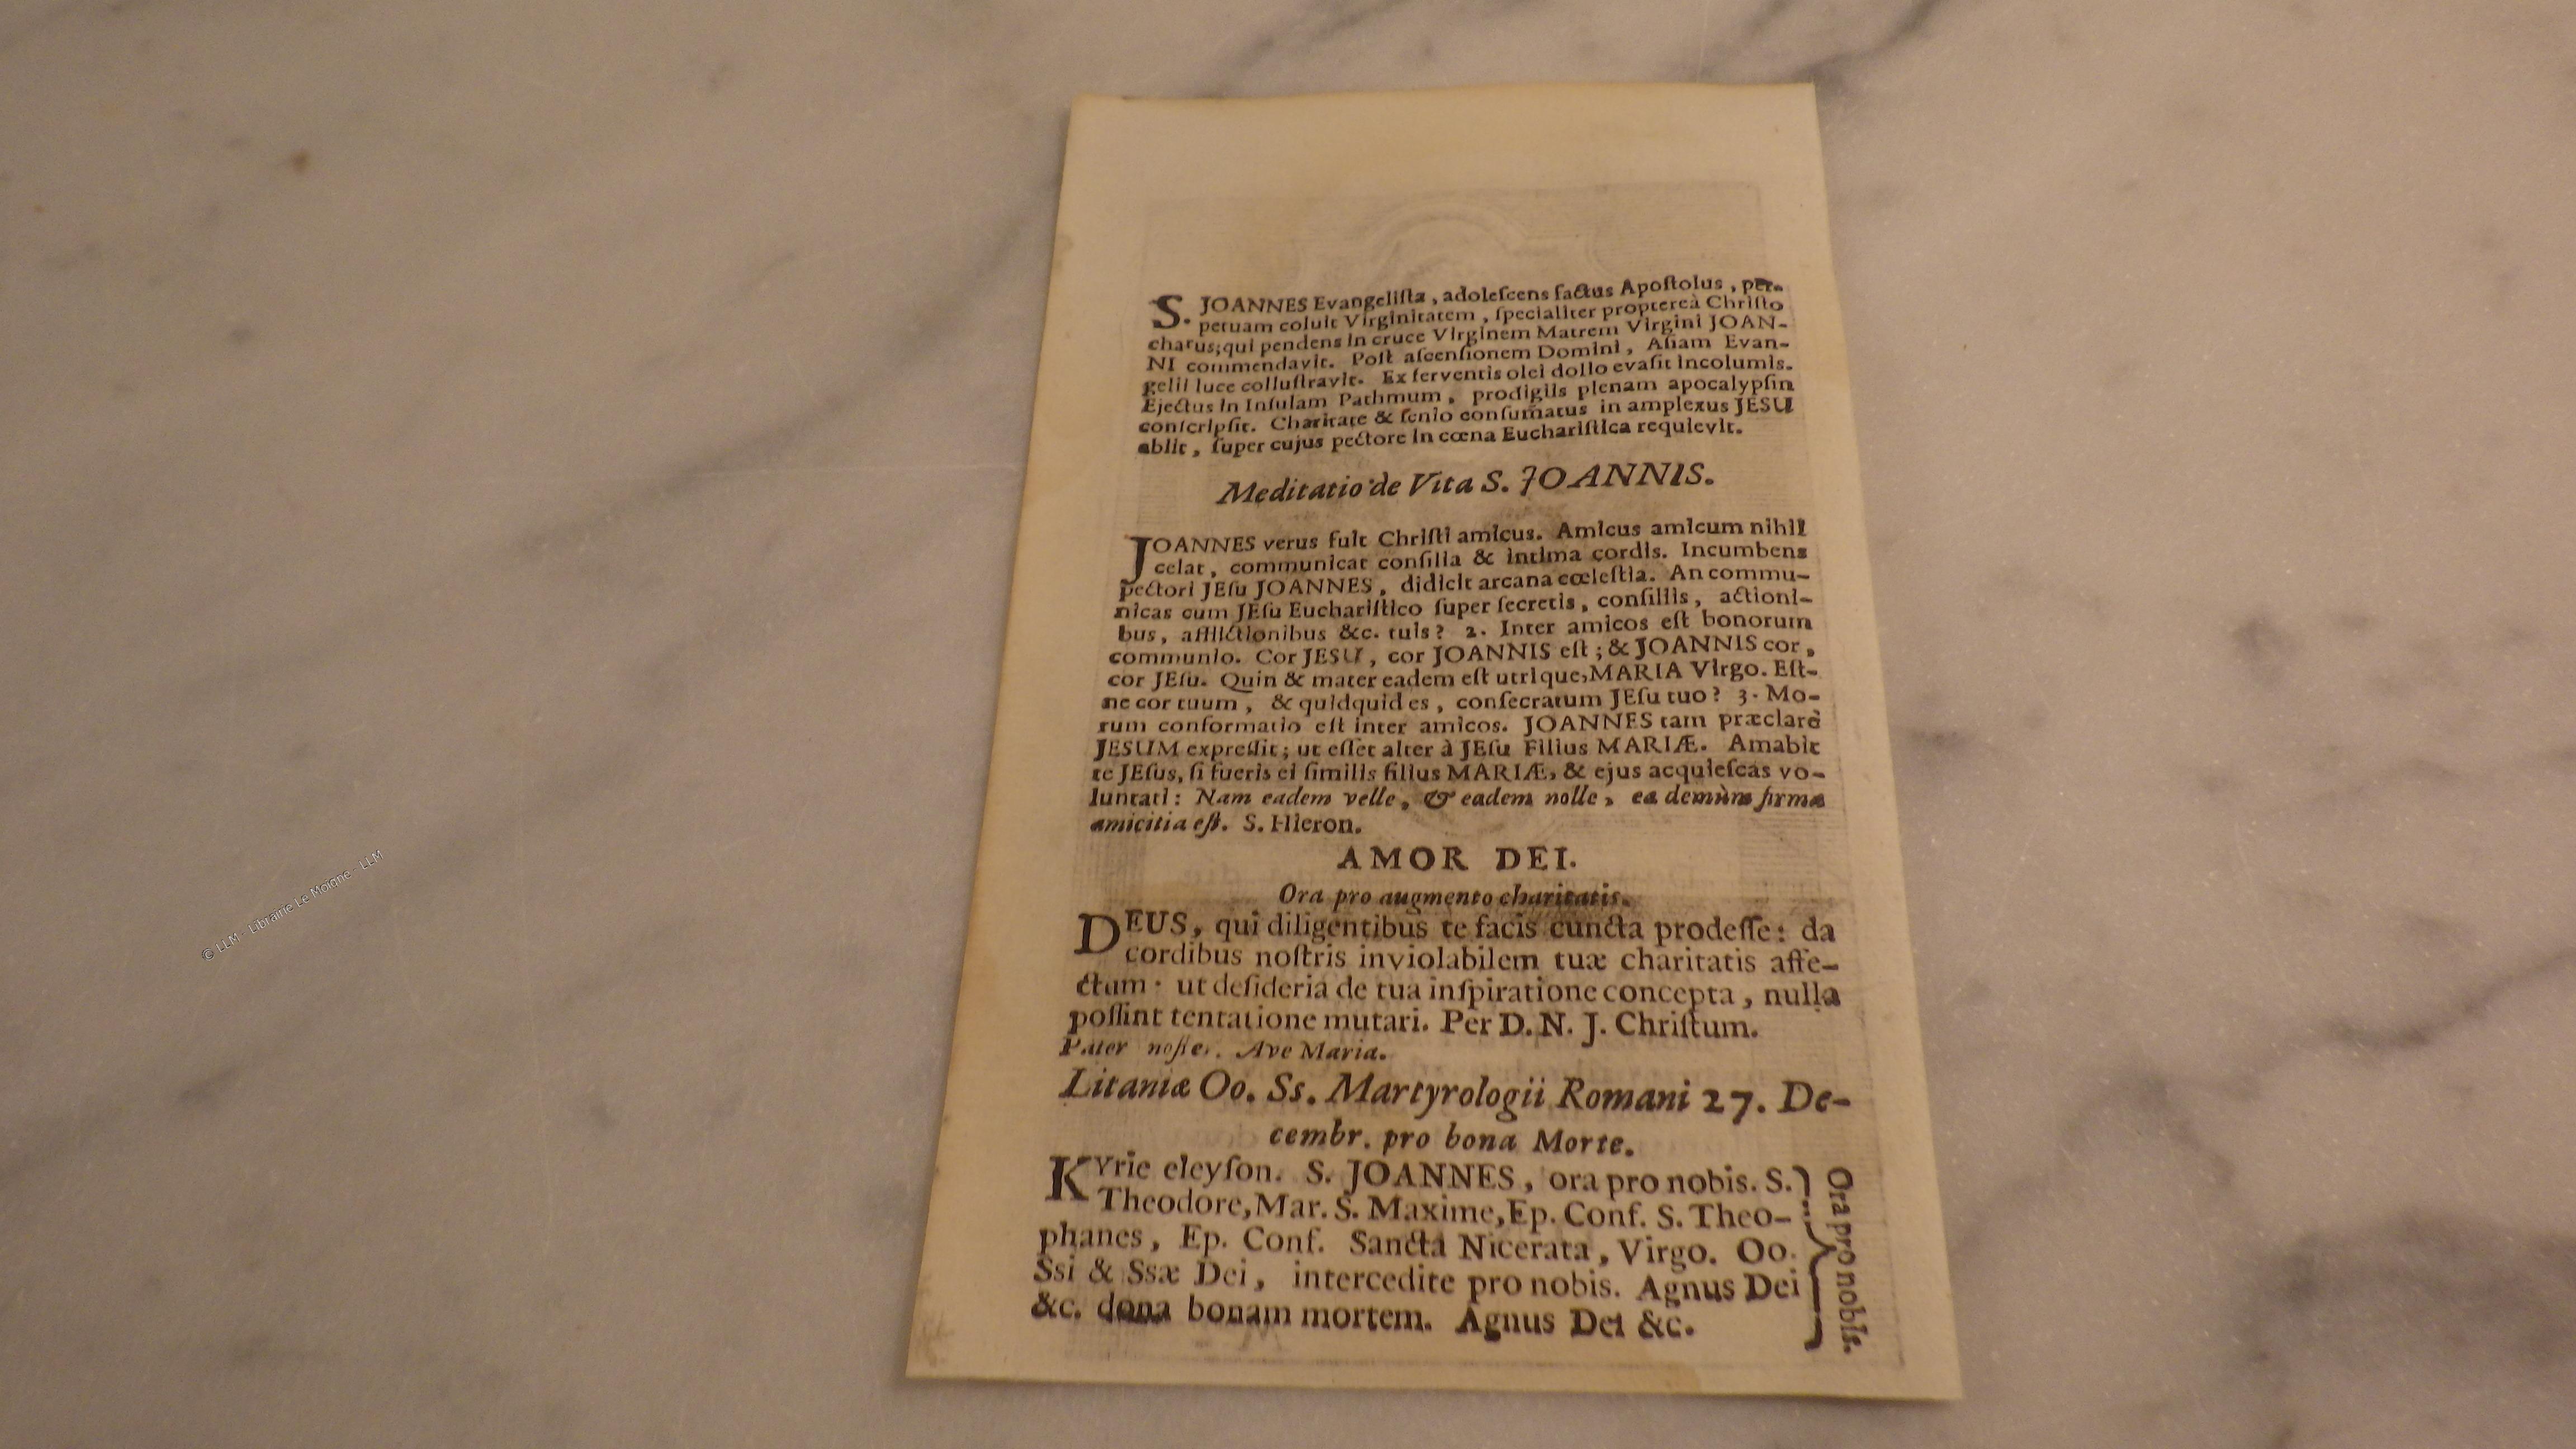 S. JOANNES Evangeliſta, adoleſcens factus Apoſtolus, per-
petuam coluit Virginitatem, ſpecialiter proptereà Chriſto
charus; qui pendens in cruce Virginem Matrem Virgini JOAN-
NI commendavit. Poſt aſcenſionem Domini, Aſiam Evan-
gelii luce colluſtravit. Ex ferventis olei dolio evaſit incolumis.
Ejectus in Inſulam Pathmum, prodigiis plenam apocalypſin
conſcripſit. Charitate & ſenio conſum̃atus in amplexus JESU
abiit, ſuper cujus pectore in cœna Euchariſtica requievit.
Meditatio de Vita S. JOANNIS.
JOANNES verus fuit Chriſti amicus. Amicus amicum nihil
celat, communicat conſilia & intima cordis. Incumbens
pectori JEſu JOANNES, didicit arcana cœleſtia. An commu-
nicas cum JEſu Euchariſtico ſuper ſecretis, conſiliis, actioni-
bus, afflictionibus &c. tuis? 2. Inter amicos eſt bonorum
communio. Cor JESU, cor JOANNIS eſt; & JOANNIS cor,
cor JEſu. Quin & mater eadem eſt utrique, MARIA Virgo. Eſt-
ne cor tuum, & quidquid es, conſecratum JEſu tuo? 3. Mo-
rum conformatio eſt inter amicos. JOANNES tam præclarè
JESUM expreſſit; ut eſſet alter à JEſu Filius MARIÆ. Amabit
te JEſus, ſi fueris ei ſimilis filius MARIÆ, & ejus acquieſcas vo-
luntati: Nam eadem velle, & eadem nolle, ea demùm firma
amicitia eſt. S. Hieron.
AMOR DEI.
Ora pro augmento charitatis.
DEUS, qui diligentibus te facis cuncta prodeſſe: da
cordibus noſtris inviolabilem tuæ charitatis affe-
ctum: ut deſideria de tua inſpiratione concepta, nulla
poſſint tentatione mutari. Per D. N. J. Chriſtum.
Pater noſter. Ave Maria.
Litaniæ Oo. Ss. Martyrologii Romani 27. De-
cembr. pro bona Morte.
KYrie eleyſon. S. JOANNES, ora pro nobis. S.
Theodore, Mar. S. Maxime, Ep. Conf. S. Theo-
phanes, Ep. Conf. Sancta Nicerata, Virgo. Oo.
Ssi & Ssæ Dei, intercedite pro nobis. Agnus Dei
&c. dona bonam mortem. Agnus Dei &c.
Ora pro nobis.
© LLM - Librairie Le Moigne - LLM